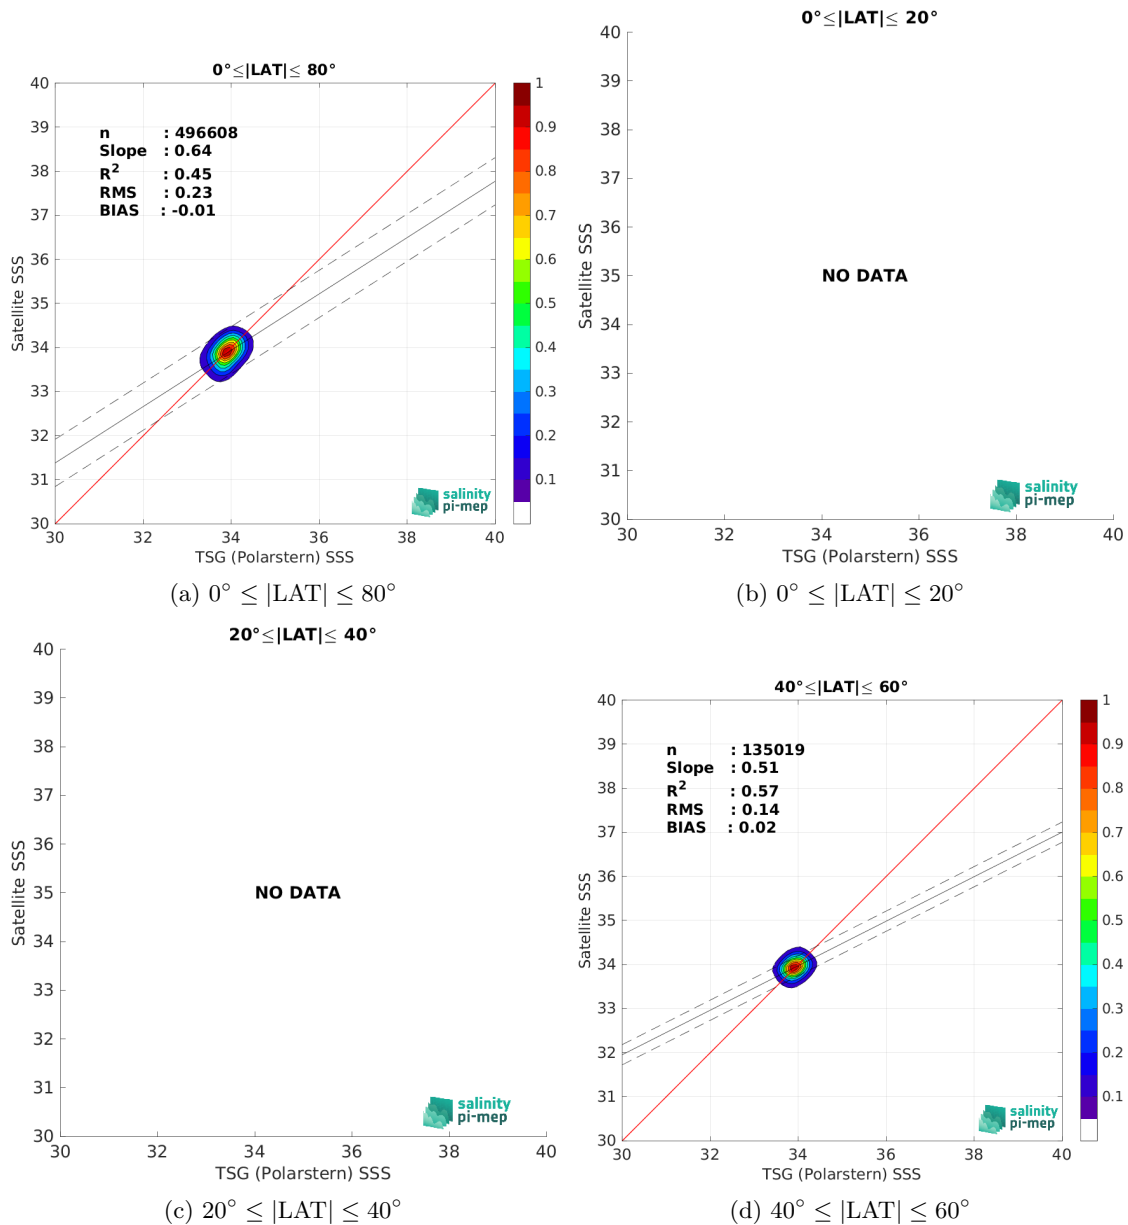 0°≤|LAT|≤ 80°
40
39
38
37
36
35
34
33
32
31
30
Satellite SSS
n : 496608
Slope : 0.64
R² : 0.45
RMS : 0.23
BIAS : -0.01
salinity
pi-mep
30 32 34 36 38 40
TSG (Polarstern) SSS
1
0.9
0.8
0.7
0.6
0.5
0.4
0.3
0.2
0.1
(a) 0° ≤ |LAT| ≤ 80°
0°≤|LAT|≤ 20°
40
39
38
37
36
35
34
33
32
31
30
Satellite SSS
NO DATA
salinity
pi-mep
30 32 34 36 38 40
TSG (Polarstern) SSS
(b) 0° ≤ |LAT| ≤ 20°
20°≤|LAT|≤ 40°
40
39
38
37
36
35
34
33
32
31
30
Satellite SSS
NO DATA
salinity
pi-mep
30 32 34 36 38 40
TSG (Polarstern) SSS
(c) 20° ≤ |LAT| ≤ 40°
40°≤|LAT|≤ 60°
40
39
38
37
36
35
34
33
32
31
30
Satellite SSS
n : 135019
Slope : 0.51
R² : 0.57
RMS : 0.14
BIAS : 0.02
salinity
pi-mep
30 32 34 36 38 40
TSG (Polarstern) SSS
1
0.9
0.8
0.7
0.6
0.5
0.4
0.3
0.2
0.1
(d) 40° ≤ |LAT| ≤ 60°